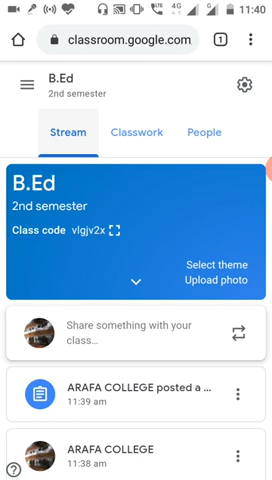 4G G 11:40
classroom.google.com 1
B.Ed
2nd semester
Stream Classwork People
B.Ed
2nd semester
Class code vlgjv2x
Select theme
Upload photo
Share something with your
class...
ARAFA COLLEGE posted a ...
11:39 am
ARAFA COLLEGE
11:38 am